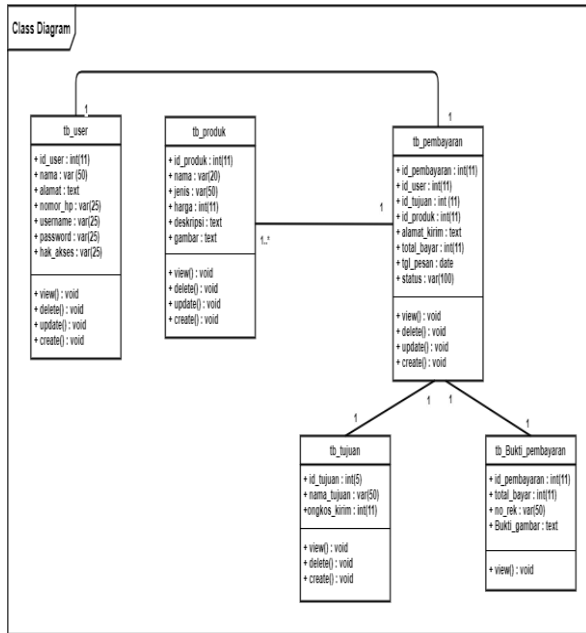 Class Diagram
1
1
tb_user
+ id_user : int(11)
+ nama : var (50)
+ alamat : text
+ nomor_hp : var(25)
+ username : var(25)
+ password : var(25)
+ hak_akses : var(25)
+ view() : void
+ delete() : void
+ update() : void
+ create() : void
tb_produk
+ id_produk : int(11)
+ nama : var(20)
+ jenis : var(50)
+ harga : int(11)
+ deskripsi : text
+ gambar : text
+ view() : void
+ delete() : void
+ update() : void
+ create() : void
1..*
1
tb_pembayaran
+ id_pembayaran : int(11)
+ id_user : int(11)
+ id_tujuan : int (11)
+ id_produk : int(11)
+ alamat_kirim : text
+ total_bayar : int(11)
+ tgl_pesan : date
+ status : var(100)
+ view() : void
+ delete() : void
+ update() : void
+ create() : void
1
1
1
1
tb_tujuan
+ id_tujuan : int(5)
+ nama_tujuan : var(50)
+ongkos_kirim : int(11)
+ view() : void
+ delete() : void
+ create() : void
tb_Bukti_pembayaran
+ id_pembayaran : int(11)
+ total_bayar : int(11)
+ no_rek : var(50)
+ Bukti_gambar : text
+ view() : void